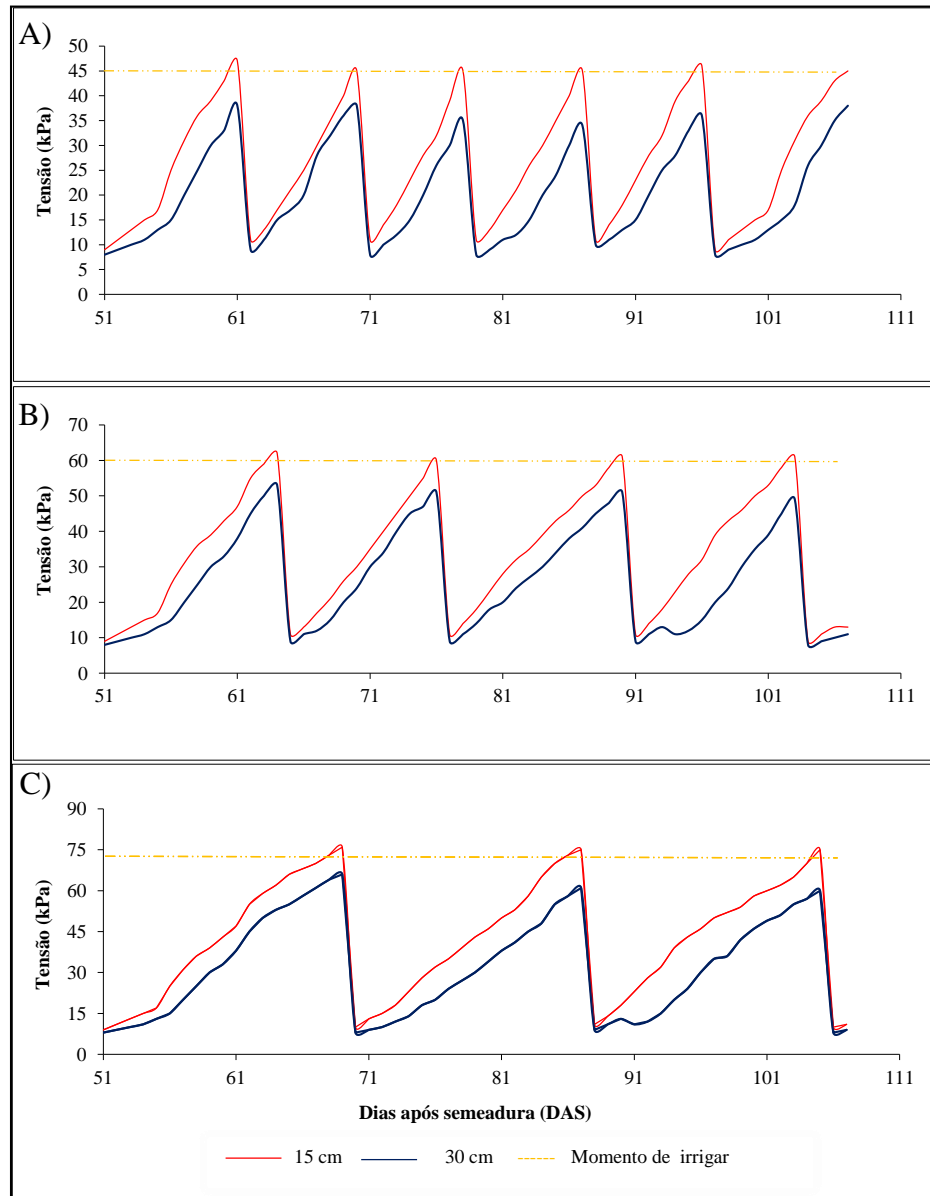 A)
50
45
40
35
30
25
20
15
10
5
0
Tensão (kPa)
51 61 71 81 91 101 111
B)
70
60
50
40
30
20
10
0
Tensão (kPa)
51 61 71 81 91 101 111
C)
90
75
60
45
30
15
0
Tensão (kPa)
51 61 71 81 91 101 111
Dias após semeadura (DAS)
15 cm 30 cm Momento de irrigar